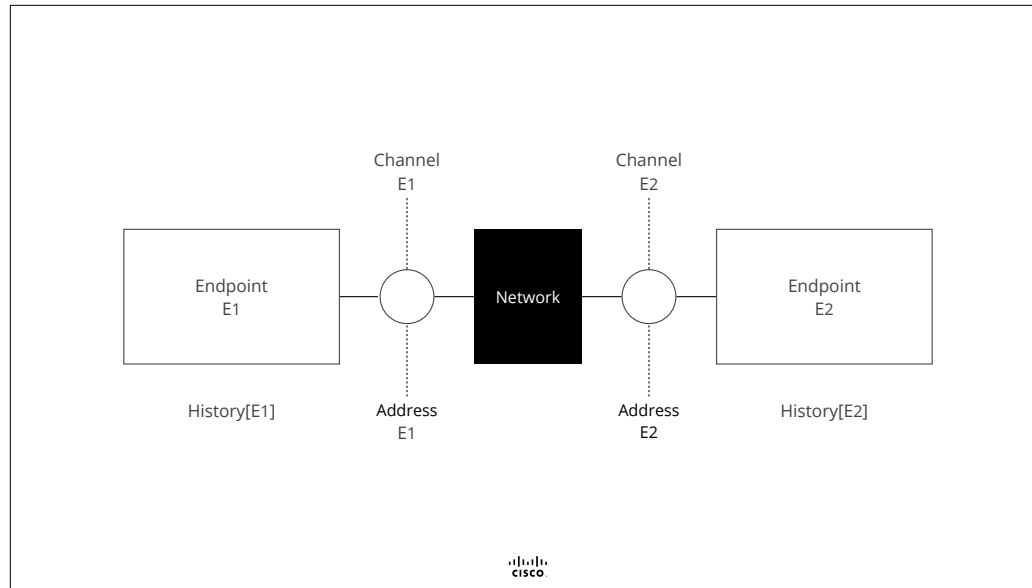 Channel
E1
Channel
E2
Endpoint
E1
Network
Endpoint
E2
History[E1]
Address
E1
Address
E2
History[E2]
CISCO